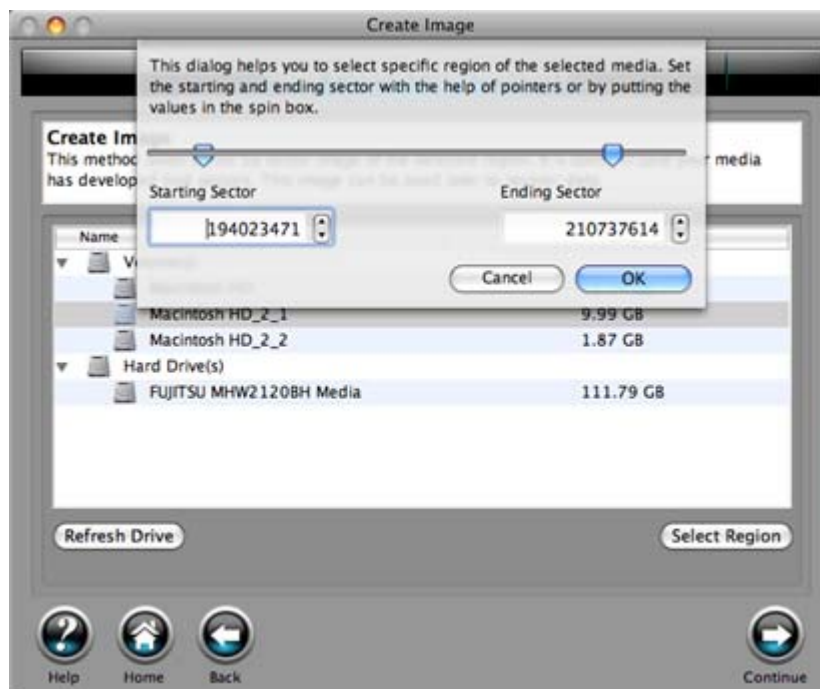 Create Image
This dialog helps you to select specific region of the selected media. Set
the starting and ending sector with the help of pointers or by putting the
values in the spin box.
Create Im
This method
r media
has develop
Starting Sector
Ending Sector
194023471
210737614
Cancel
OK
Name
V
Macintosh HD_2_1 9.99 GB
Macintosh HD_2_2 1.87 GB
Hard Drive(s)
FUJITSU MHW2120BH Media 111.79 GB
Refresh Drive
Select Region
Help
Home
Back
Continue